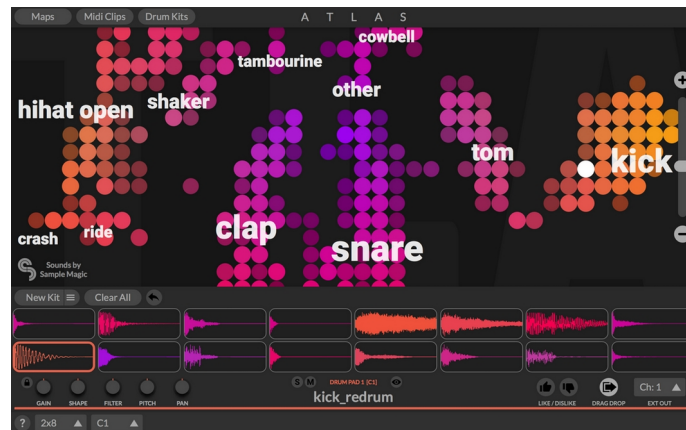 Maps
Midi Clips
Drum Kits
ATLAS
cowbell
tambourine
other
shaker
hihat open
tom
kick
clap
snare
crash
ride
Sounds by
Sample Magic
New Kit
Clear All
S M
DRUM PAD 1 [C1]
kick_redrum
Ch: 1
GAIN
SHAPE
FILTER
PITCH
PAN
LIKE / DISLIKE
DRAG DROP
EXT OUT
?
2x8
C1